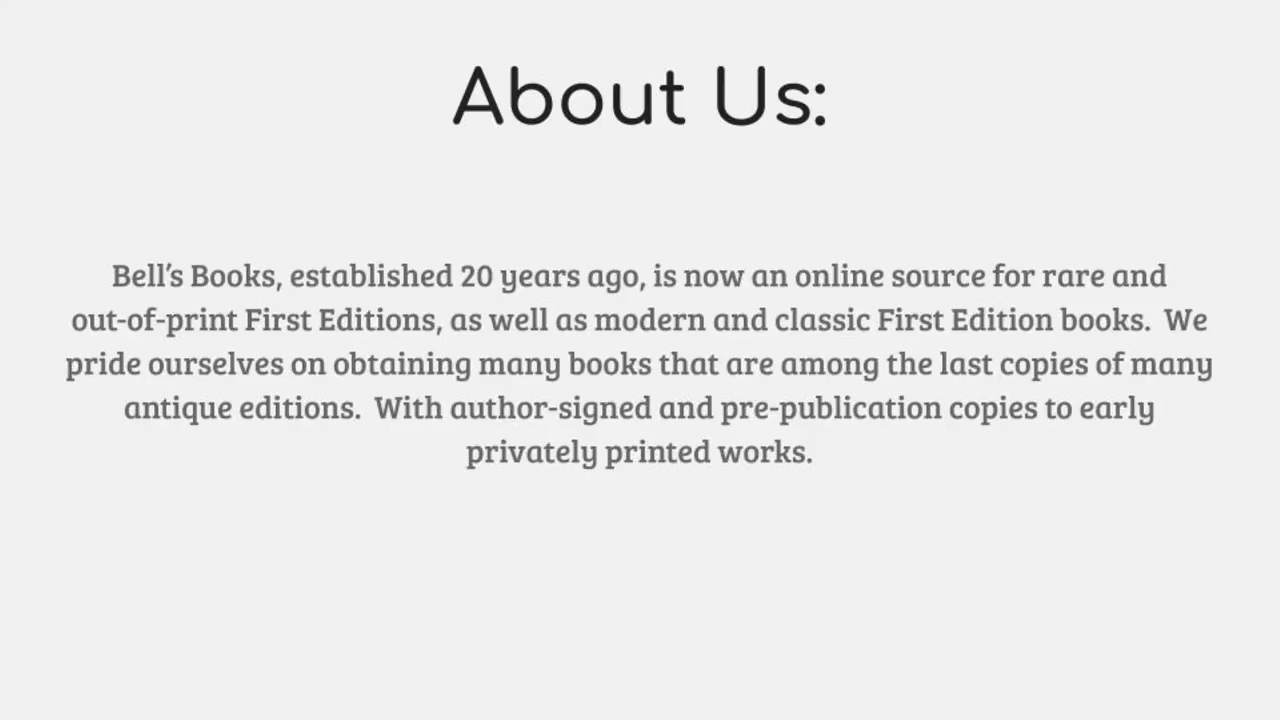 About Us:
Bell’s Books, established 20 years ago, is now an online source for rare and
out-of-print First Editions, as well as modern and classic First Edition books.  We
pride ourselves on obtaining many books that are among the last copies of many
antique editions.  With author-signed and pre-publication copies to early
privately printed works.